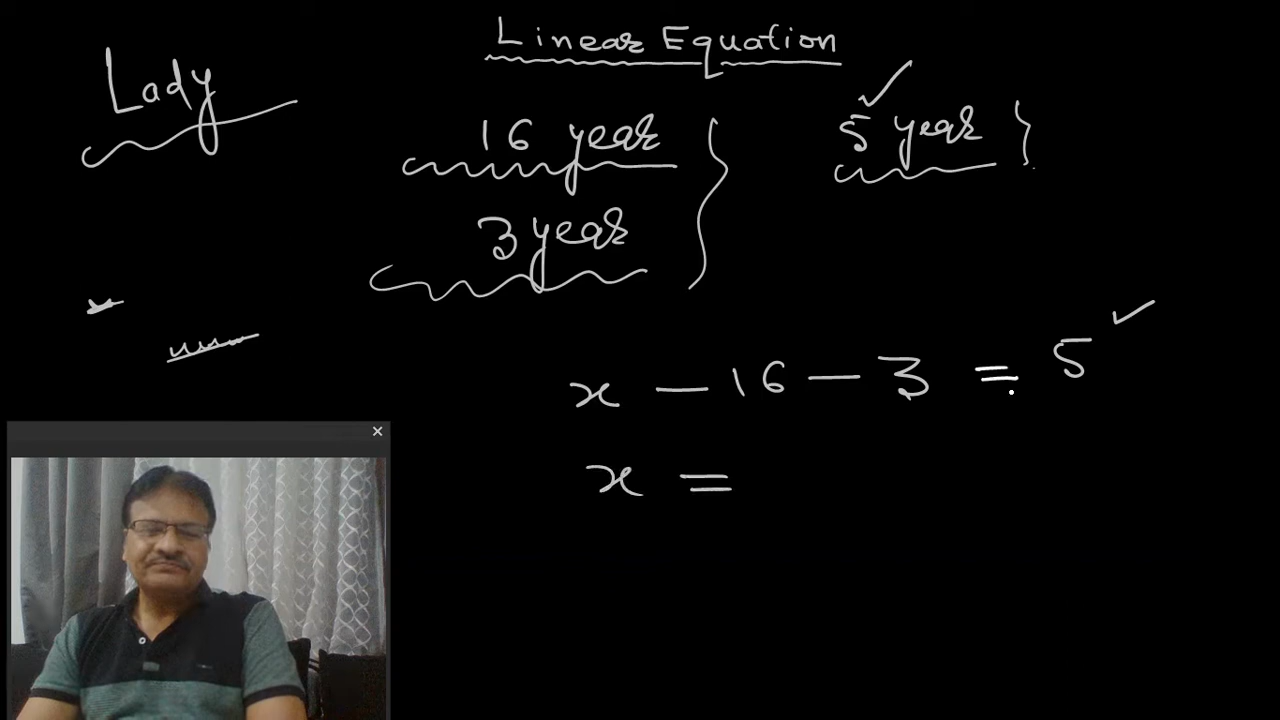 Linear Equation
Lady
16 year
5 year
3 year
x - 16 - 3 = 5
x =